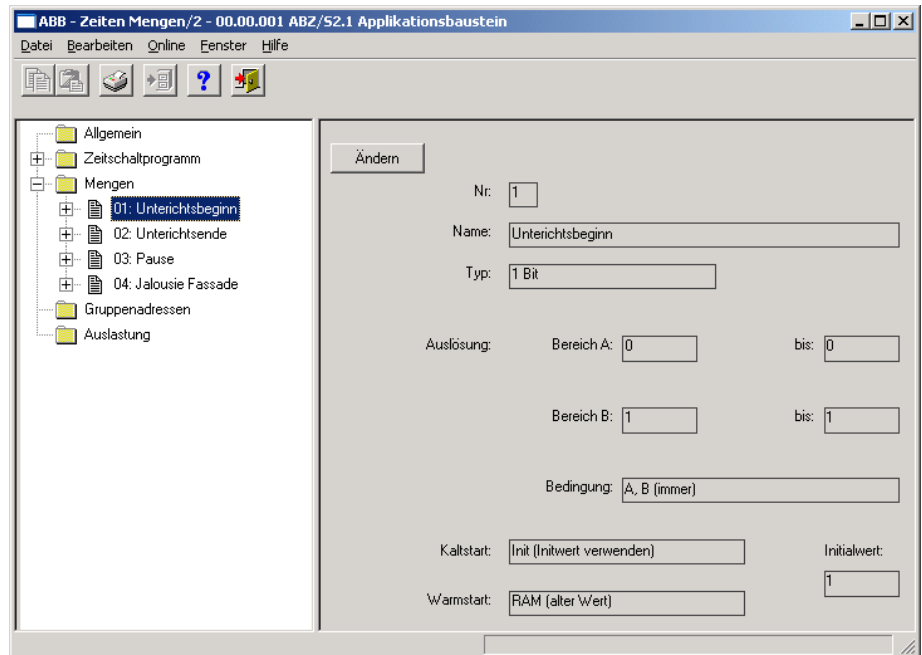 ABB - Zeiten Mengen/2 - 00.00.001 ABZ/S2.1 Applikationsbaustein
Datei Bearbeiten Online Fenster Hilfe
Allgemein
Zeitschaltprogramm
Mengen
01: Unterichtsbeginn
02: Unterichtsende
03: Pause
04: Jalousie Fassade
Gruppenadressen
Auslastung
Ändern
Nr: 1
Name: Unterichtsbeginn
Typ: 1 Bit
Auslösung: Bereich A: 0 bis: 0
Bereich B: 1 bis: 1
Bedingung: A, B (immer)
Kaltstart: Init (Initwert verwenden) Initialwert:
1
Warmstart: RAM (alter Wert)